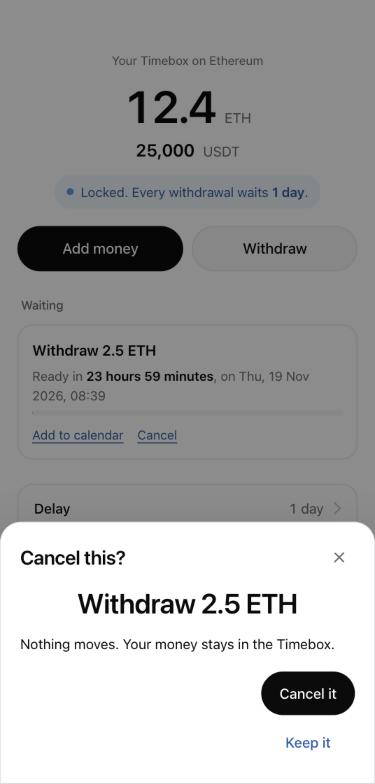 Your Timebox on Ethereum
12.4 ETH
25,000 USDT
Locked. Every withdrawal waits 1 day.
Add money
Withdraw
Waiting
Withdraw 2.5 ETH
Ready in 23 hours 59 minutes, on Thu, 19 Nov
2026, 08:39
Add to calendar Cancel
Delay 1 day
Cancel this?
Withdraw 2.5 ETH
Nothing moves. Your money stays in the Timebox.
Cancel it
Keep it